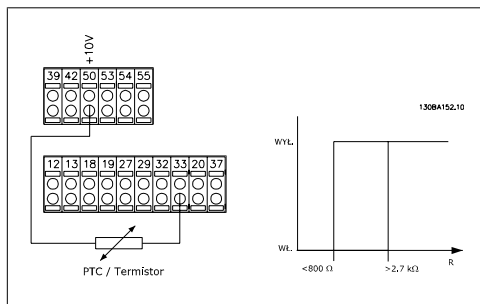 +10V
39 42 50 53 54 55
130BA152.10
WYŁ.
12 13 18 19 27 29 32 33 20 37
WŁ.
R
<800 Ω >2.7 kΩ
PTC / Termistor